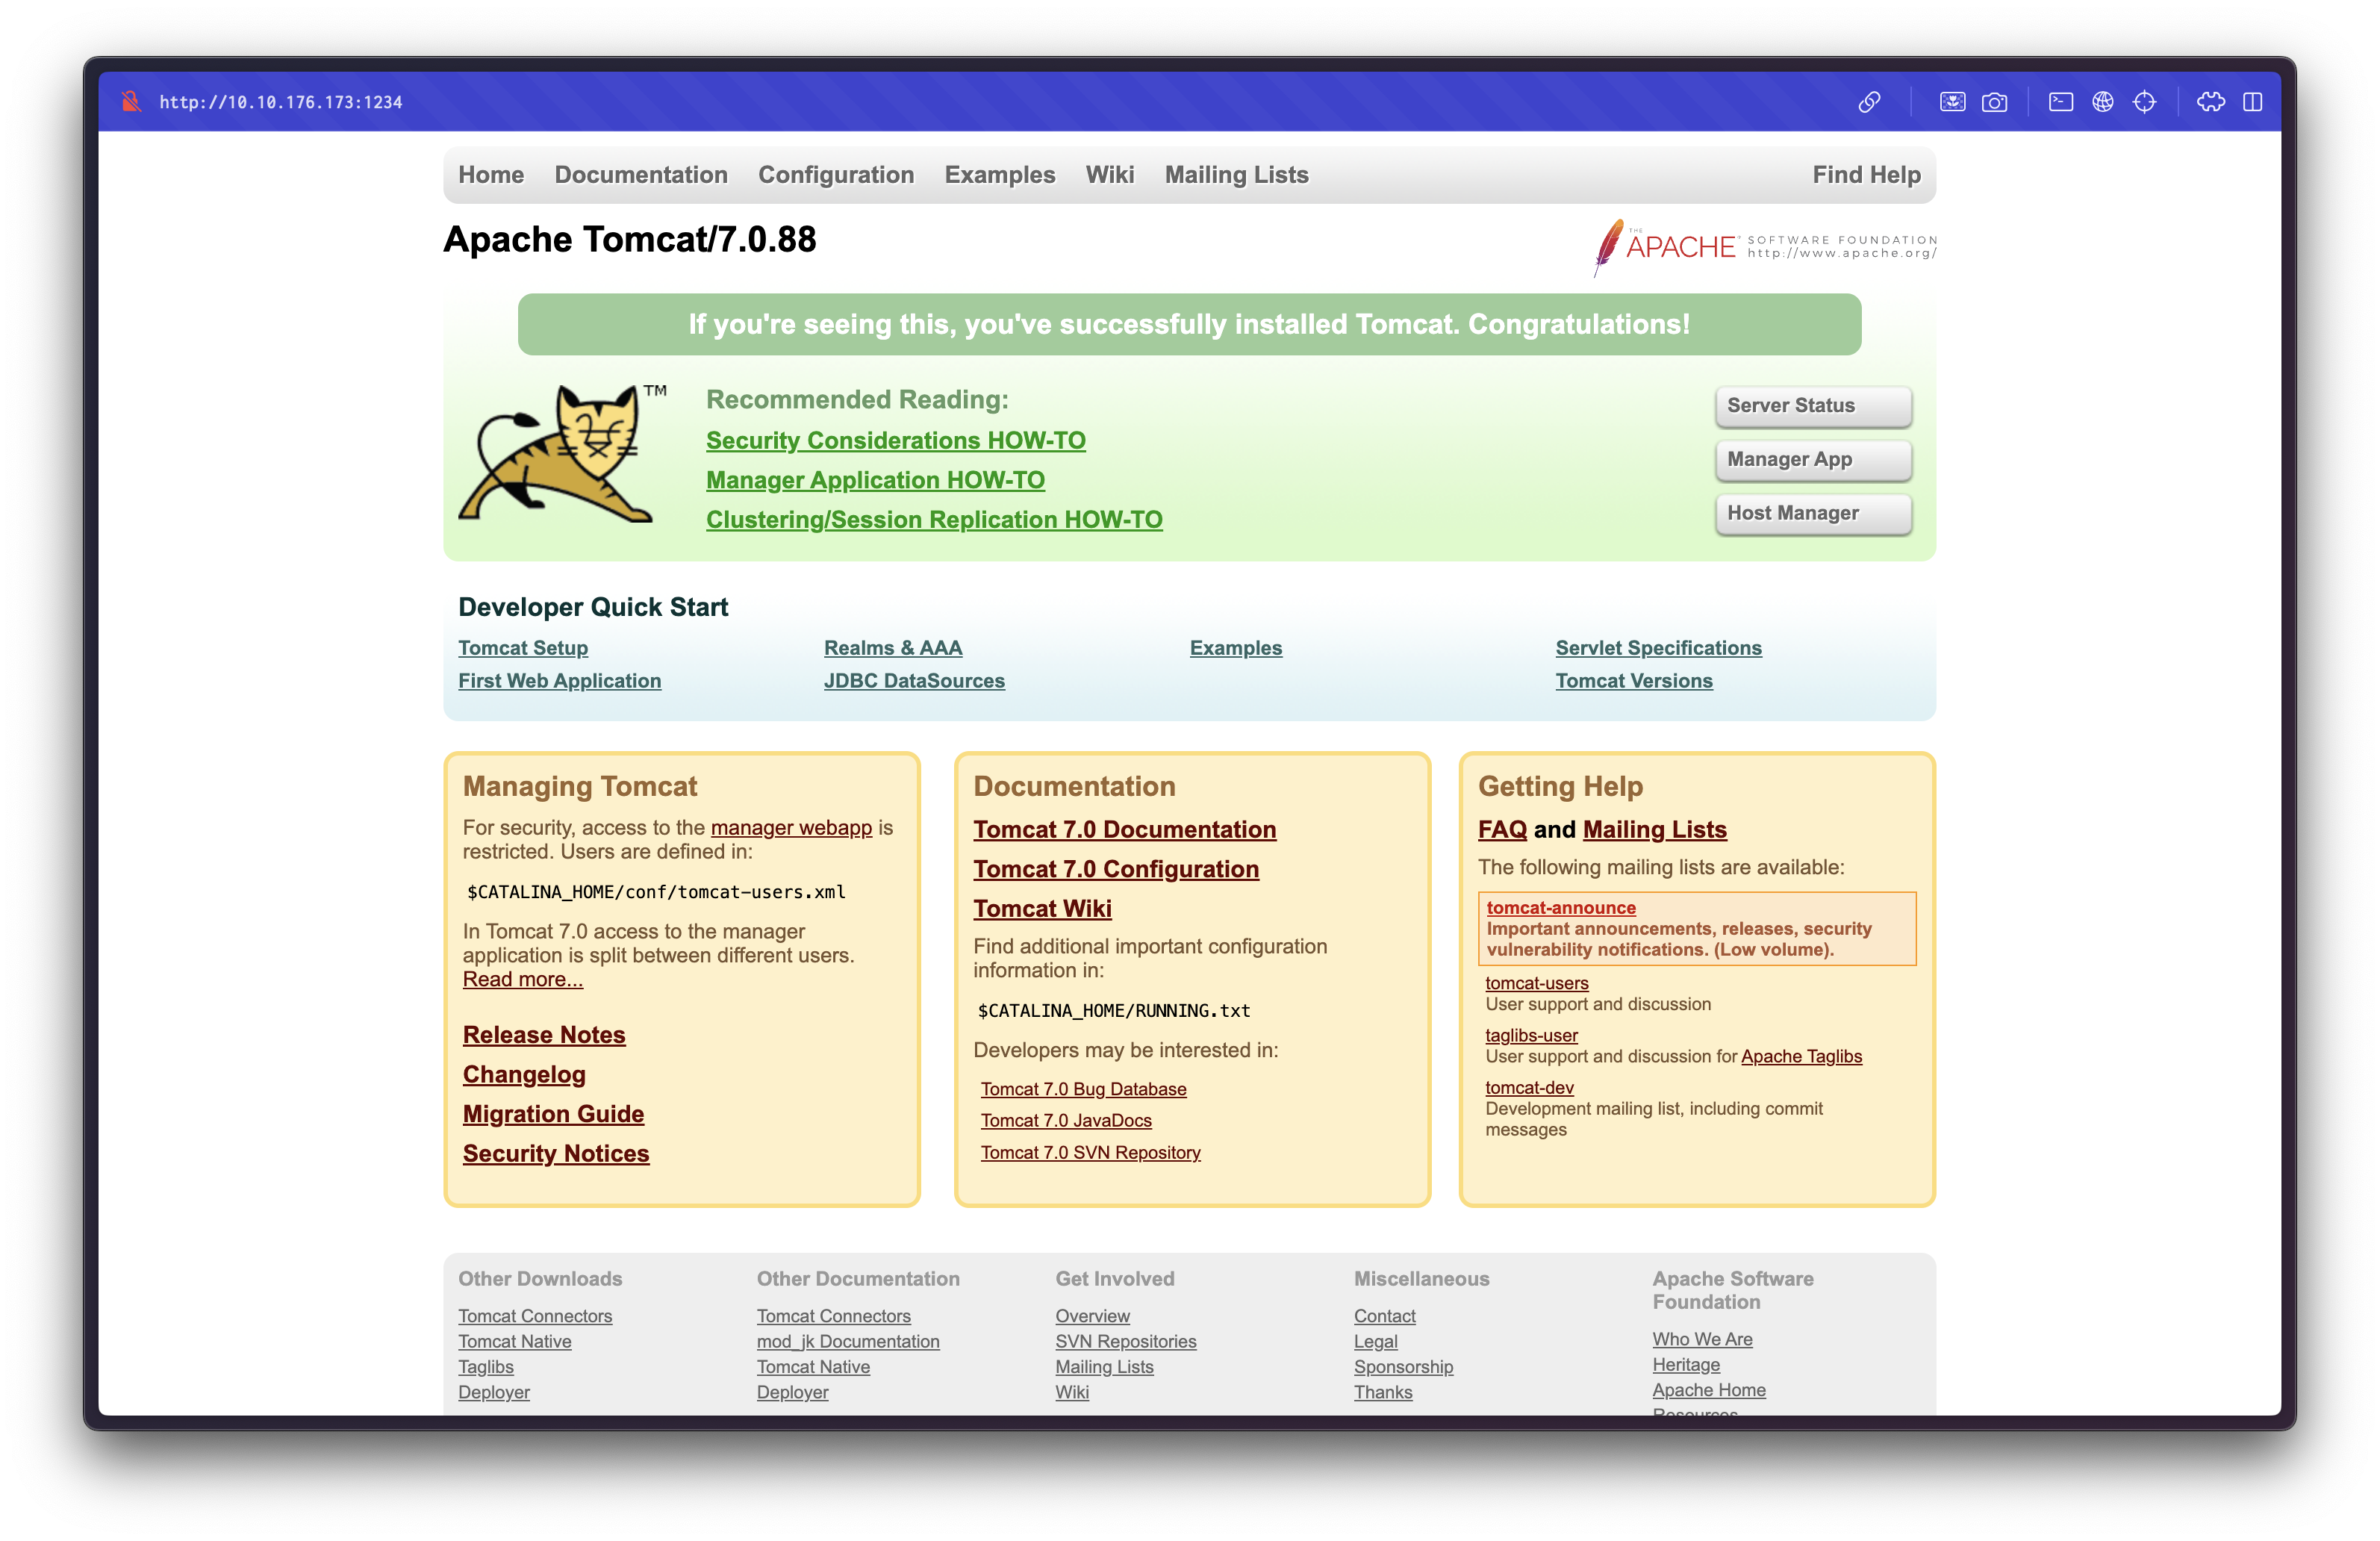 http://10.10.176.173:1234
Home Documentation Configuration Examples Wiki Mailing Lists Find Help
Apache Tomcat/7.0.88
THE APACHE SOFTWARE FOUNDATION
http://www.apache.org/
If you're seeing this, you've successfully installed Tomcat. Congratulations!
TM
Recommended Reading:
Security Considerations HOW-TO
Manager Application HOW-TO
Clustering/Session Replication HOW-TO
Server Status
Manager App
Host Manager
Developer Quick Start
Tomcat Setup
First Web Application
Realms & AAA
JDBC DataSources
Examples
Servlet Specifications
Tomcat Versions
Managing Tomcat
For security, access to the manager webapp is
restricted. Users are defined in:
$CATALINA_HOME/conf/tomcat-users.xml
In Tomcat 7.0 access to the manager
application is split between different users.
Read more...
Release Notes
Changelog
Migration Guide
Security Notices
Documentation
Tomcat 7.0 Documentation
Tomcat 7.0 Configuration
Tomcat Wiki
Find additional important configuration
information in:
$CATALINA_HOME/RUNNING.txt
Developers may be interested in:
Tomcat 7.0 Bug Database
Tomcat 7.0 JavaDocs
Tomcat 7.0 SVN Repository
Getting Help
FAQ and Mailing Lists
The following mailing lists are available:
tomcat-announce
Important announcements, releases, security
vulnerability notifications. (Low volume).
tomcat-users
User support and discussion
taglibs-user
User support and discussion for Apache Taglibs
tomcat-dev
Development mailing list, including commit
messages
Other Downloads
Tomcat Connectors
Tomcat Native
Taglibs
Deployer
Other Documentation
Tomcat Connectors
mod_jk Documentation
Tomcat Native
Deployer
Get Involved
Overview
SVN Repositories
Mailing Lists
Wiki
Miscellaneous
Contact
Legal
Sponsorship
Thanks
Apache Software
Foundation
Who We Are
Heritage
Apache Home
Resources